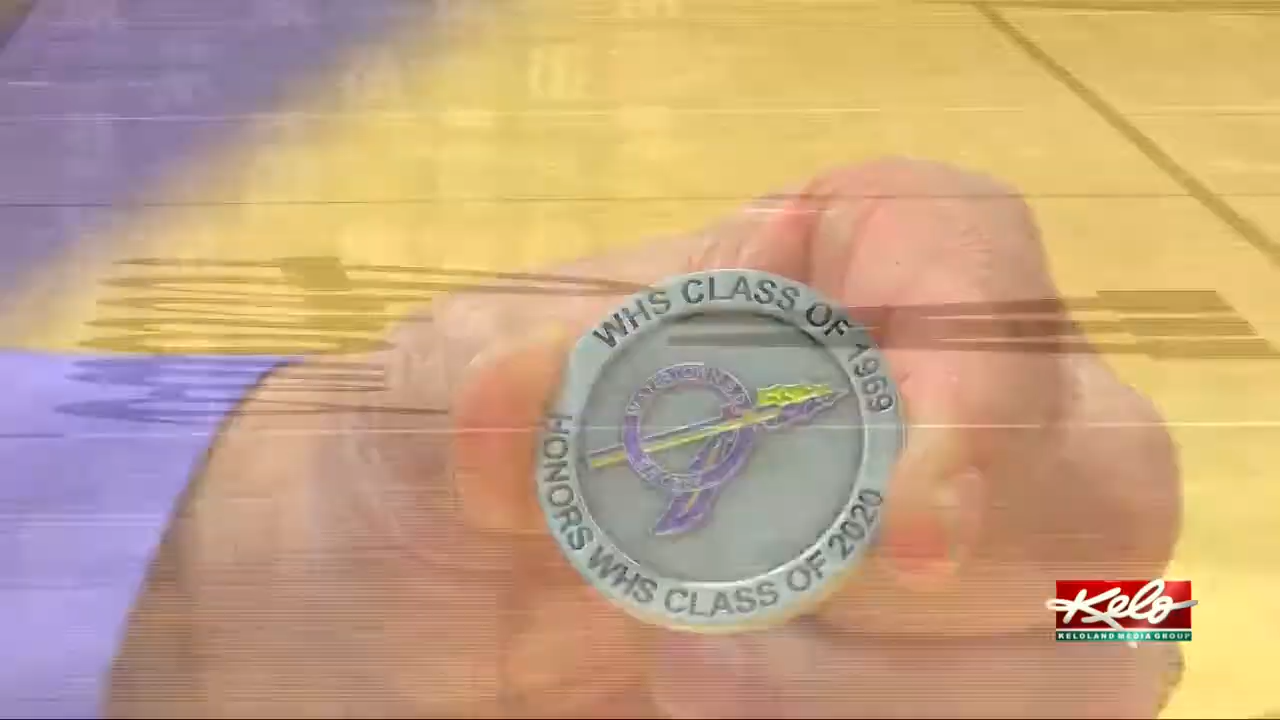 WHS CLASS OF 1969
HONORS WHS CLASS OF 2020
Kelo
KELOLAND MEDIA GROUP